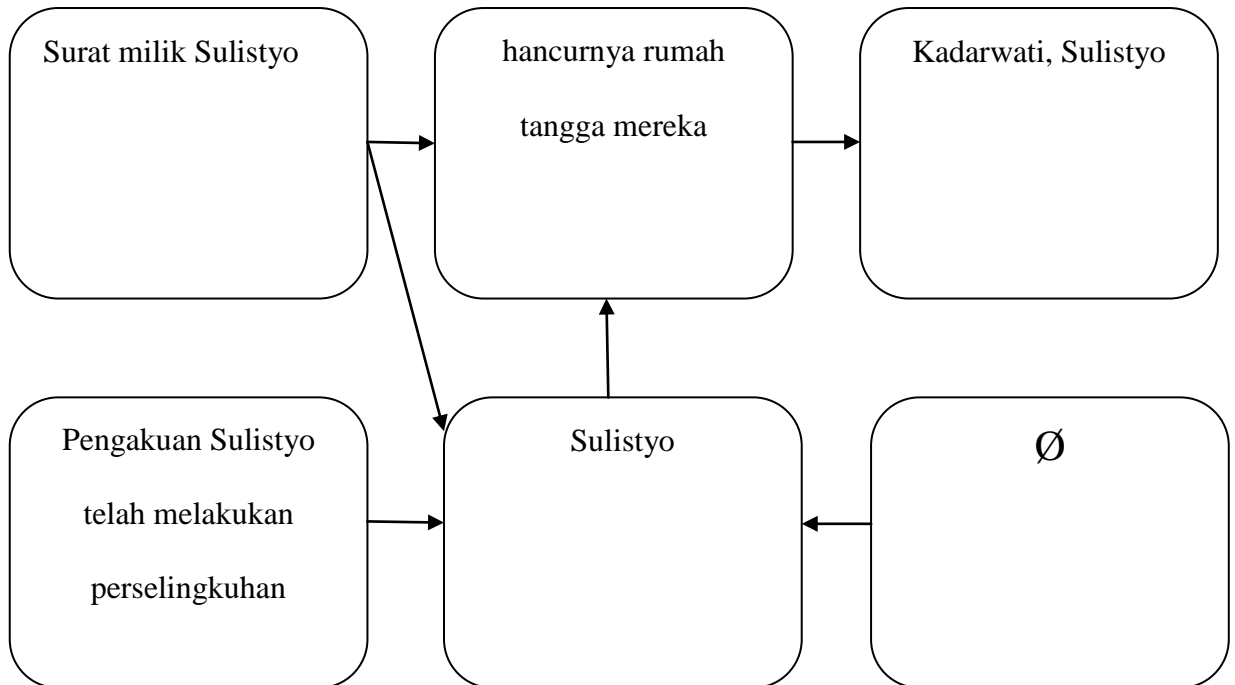 Surat milik Sulistyo
hancurnya rumah
tangga mereka
Kadarwati, Sulistyo
Pengakuan Sulistyo
telah melakukan
perselingkuhan
Sulistyo
Ø